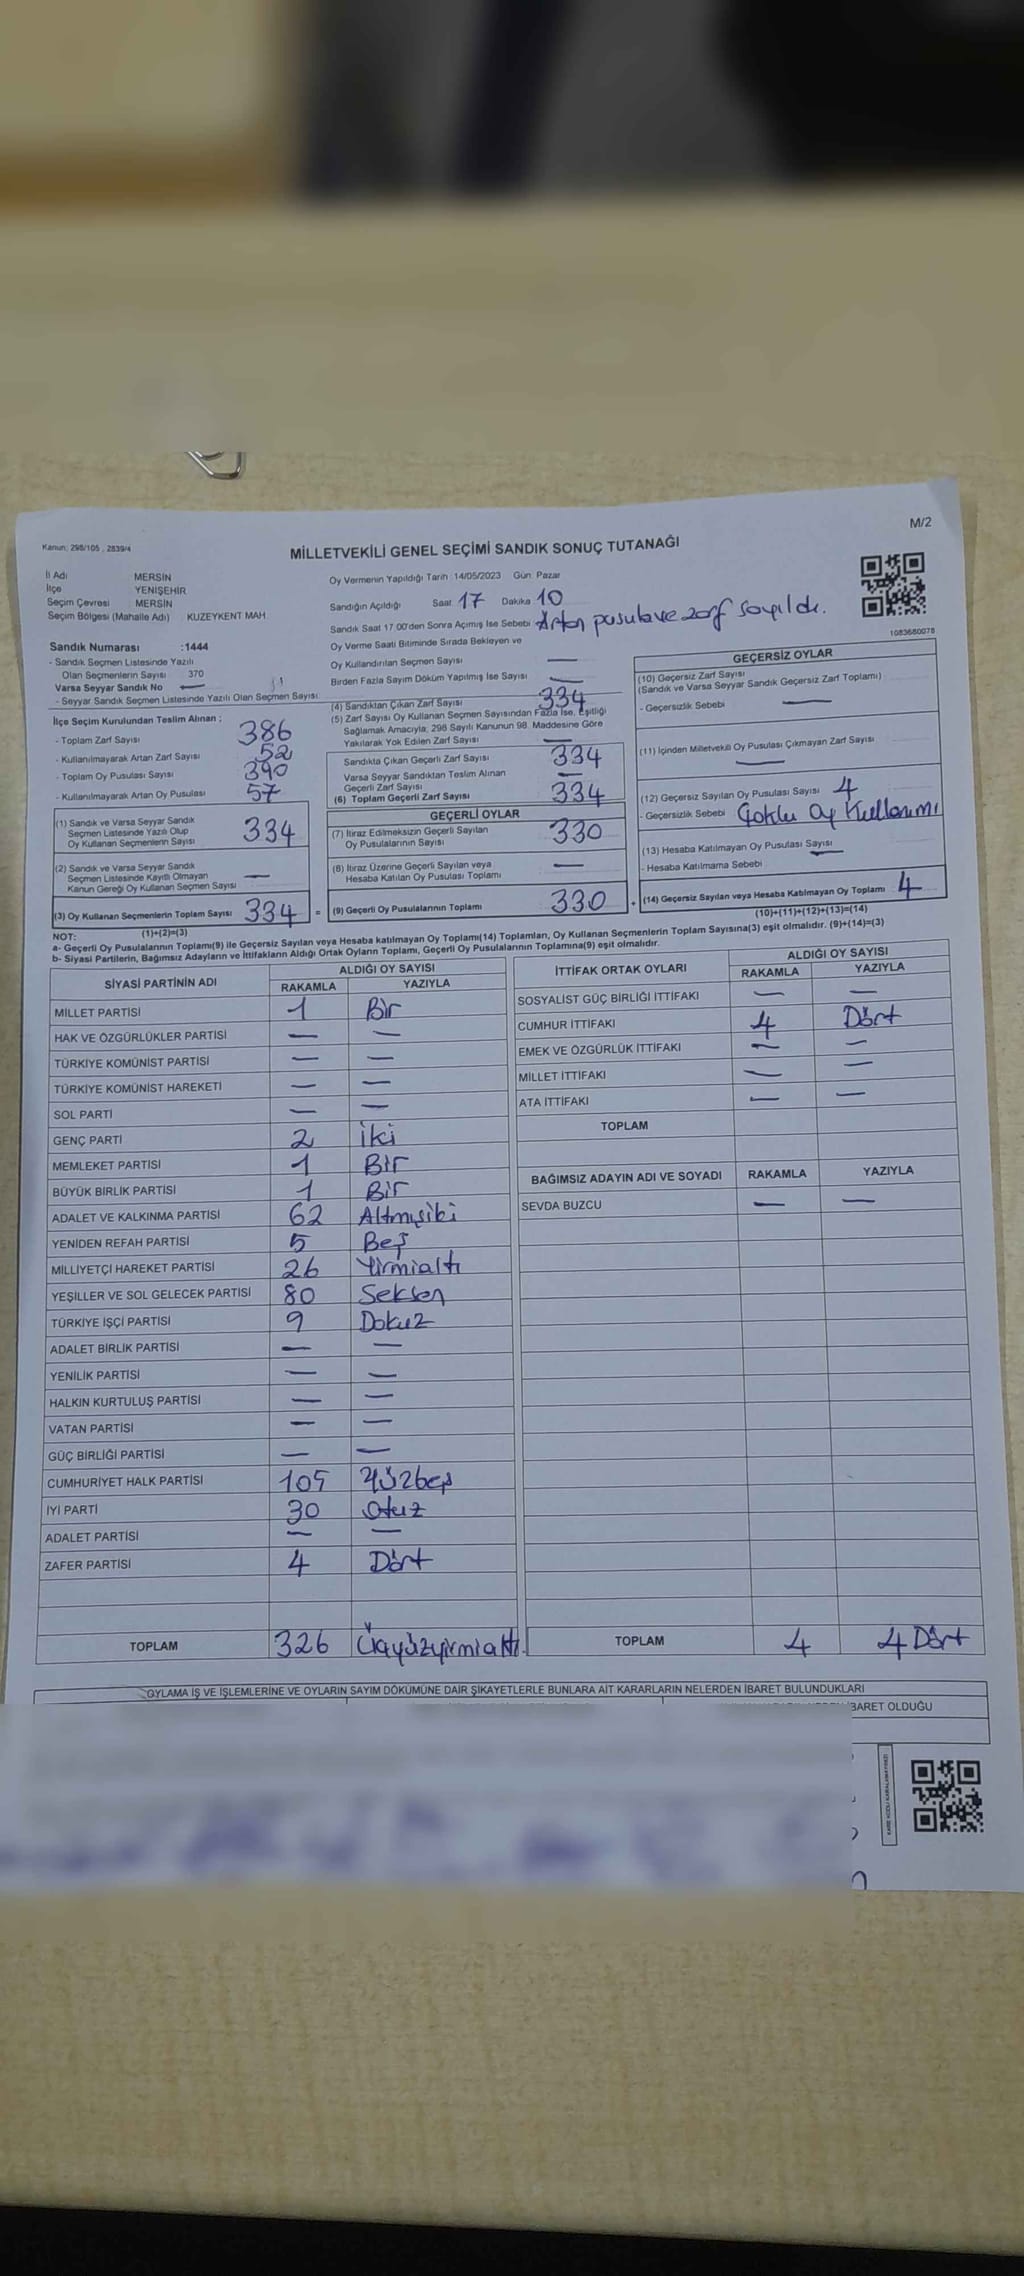 M/2
Kanun: 298/105 , 2839/4
MİLLETVEKİLİ GENEL SEÇİMİ SANDIK SONUÇ TUTANAĞI
İl Adı MERSİN
İlçe YENİŞEHİR
Seçim Çevresi MERSİN
Seçim Bölgesi (Mahalle Adı) KUZEYKENT MAH
Oy Vermenin Yapıldığı Tarih 14/05/2023 Gün: Pazar
Sandığın Açıldığı Saat 17 Dakika 10
Sandık Saat 17:00'den Sonra Açımış İse Sebebi Artan pusula ve zarf sayıldı.
Oy Verme Saati Bitiminde Sırada Bekleyen ve
Oy Kullandırılan Seçmen Sayısı —
Birden Fazla Sayım Döküm Yapılmış İse Sayısı —
1083680078
Sandık Numarası :1444
- Sandık Seçmen Listesinde Yazılı
Olan Seçmenlerin Sayısı 370
Varsa Seyyar Sandık No —
- Seyyar Sandık Seçmen Listesinde Yazılı Olan Seçmen Sayısı
İlçe Seçim Kurulundan Teslim Alınan ;
- Toplam Zarf Sayısı 386
- Kullanılmayarak Artan Zarf Sayısı 52
- Toplam Oy Pusulası Sayısı 390
- Kullanılmayarak Artan Oy Pusulası 57
(1) Sandık ve Varsa Seyyar Sandık
Seçmen Listesinde Yazılı Olup
Oy Kullanan Seçmenlerin Sayısı 334
(2) Sandık ve Varsa Seyyar Sandık
Seçmen Listesinde Kayıtlı Olmayan
Kanun Gereği Oy Kullanan Seçmen Sayısı —
(3) Oy Kullanan Seçmenlerin Toplam Sayısı 334 =
(1)+(2)=(3)
(4) Sandıktan Çıkan Zarf Sayısı 334
(5) Zarf Sayısı Oy Kullanan Seçmen Sayısından Fazla İse, Eşitliği
Sağlamak Amacıyla, 298 Sayılı Kanunun 98. Maddesine Göre
Yakılarak Yok Edilen Zarf Sayısı —
Sandıkta Çıkan Geçerli Zarf Sayısı 334
Varsa Seyyar Sandıktan Teslim Alınan
Geçerli Zarf Sayısı —
(6) Toplam Geçerli Zarf Sayısı 334
GEÇERLİ OYLAR
(7) İtiraz Edilmeksizin Geçerli Sayılan
Oy Pusulalarının Sayısı 330
(8) İtiraz Üzerine Geçerli Sayılan veya
Hesaba Katılan Oy Pusulası Toplamı —
(9) Geçerli Oy Pusulalarının Toplamı 330 +
GEÇERSİZ OYLAR
(10) Geçersiz Zarf Sayısı
(Sandık ve Varsa Seyyar Sandık Geçersiz Zarf Toplamı)
- Geçersizlik Sebebi —
(11) İçinden Milletvekili Oy Pusulası Çıkmayan Zarf Sayısı
—
(12) Geçersiz Sayılan Oy Pusulası Sayısı 4
- Geçersizlik Sebebi Çoklu Oy Kullanımı
(13) Hesaba Katılmayan Oy Pusulası Sayısı —
- Hesaba Katılmama Sebebi
(14) Geçersiz Sayılan veya Hesaba Katılmayan Oy Toplamı 4
(10)+(11)+(12)+(13)=(14)
NOT:
a- Geçerli Oy Pusulalarının Toplamı(9) ile Geçersiz Sayılan veya Hesaba katılmayan Oy Toplamı(14) Toplamları, Oy Kullanan Seçmenlerin Toplam Sayısına(3) eşit olmalıdır. (9)+(14)=(3)
b- Siyasi Partilerin, Bağımsız Adayların ve İttifakların Aldığı Ortak Oyların Toplamı, Geçerli Oy Pusulalarının Toplamına(9) eşit olmalıdır.
SİYASİ PARTİNİN ADI ALDIĞI OY SAYISI
RAKAMLA YAZIYLA
MİLLET PARTİSİ 1 Bir
HAK VE ÖZGÜRLÜKLER PARTİSİ — —
TÜRKİYE KOMÜNİST PARTİSİ — —
TÜRKİYE KOMÜNİST HAREKETİ — —
SOL PARTİ — —
GENÇ PARTİ 2 İki
MEMLEKET PARTİSİ 1 Bir
BÜYÜK BİRLİK PARTİSİ 1 Bir
ADALET VE KALKINMA PARTİSİ 62 Altmışiki
YENİDEN REFAH PARTİSİ 5 Beş
MİLLİYETÇİ HAREKET PARTİSİ 26 Yirmialtı
YEŞİLLER VE SOL GELECEK PARTİSİ 80 Seksen
TÜRKİYE İŞÇİ PARTİSİ 9 Dokuz
ADALET BİRLİK PARTİSİ — —
YENİLİK PARTİSİ — —
HALKIN KURTULUŞ PARTİSİ — —
VATAN PARTİSİ — —
GÜÇ BİRLİĞİ PARTİSİ — —
CUMHURİYET HALK PARTİSİ 105 Yüzbeş
İYİ PARTİ 30 Otuz
ADALET PARTİSİ — —
ZAFER PARTİSİ 4 Dört
TOPLAM 326 Üçyüzyirmialtı.
İTTİFAK ORTAK OYLARI ALDIĞI OY SAYISI
RAKAMLA YAZIYLA
SOSYALİST GÜÇ BİRLİĞİ İTTİFAKI — —
CUMHUR İTTİFAKI 4 Dört
EMEK VE ÖZGÜRLÜK İTTİFAKI — —
MİLLET İTTİFAKI — —
ATA İTTİFAKI — —
TOPLAM
BAĞIMSIZ ADAYIN ADI VE SOYADI RAKAMLA YAZIYLA
SEVDA BUZCU — —
TOPLAM 4 4 Dört
OYLAMA İŞ VE İŞLEMLERİNE VE OYLARIN SAYIM DÖKÜMÜNE DAİR ŞİKAYETLERLE BUNLARA AİT KARARLARIN NELERDEN İBARET BULUNDUKLARI
İBARET OLDUĞU